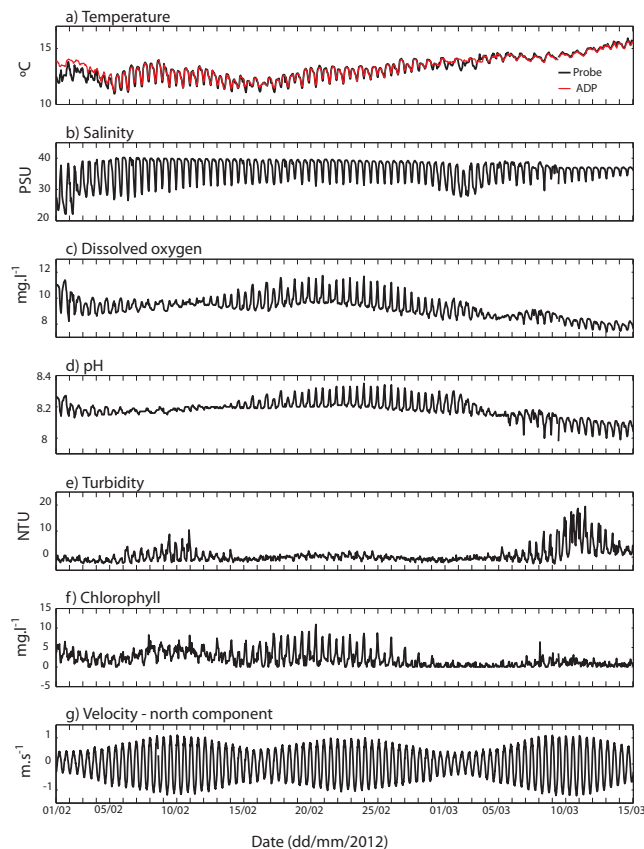 a) Temperature
15
ºC
10
Probe
ADP
b) Salinity
40
PSU
30
20
c) Dissolved oxygen
12
mg.l-1
10
8
d) pH
8.4
8.2
8
e) Turbidity
20
NTU
10
0
f) Chlorophyll
15
mg.l-1
10
5
0
-5
g) Velocity - north component
1
m.s-1
0
-1
01/02 05/02 10/02 15/02 20/02 25/02 01/03 05/03 10/03 15/03
Date (dd/mm/2012)